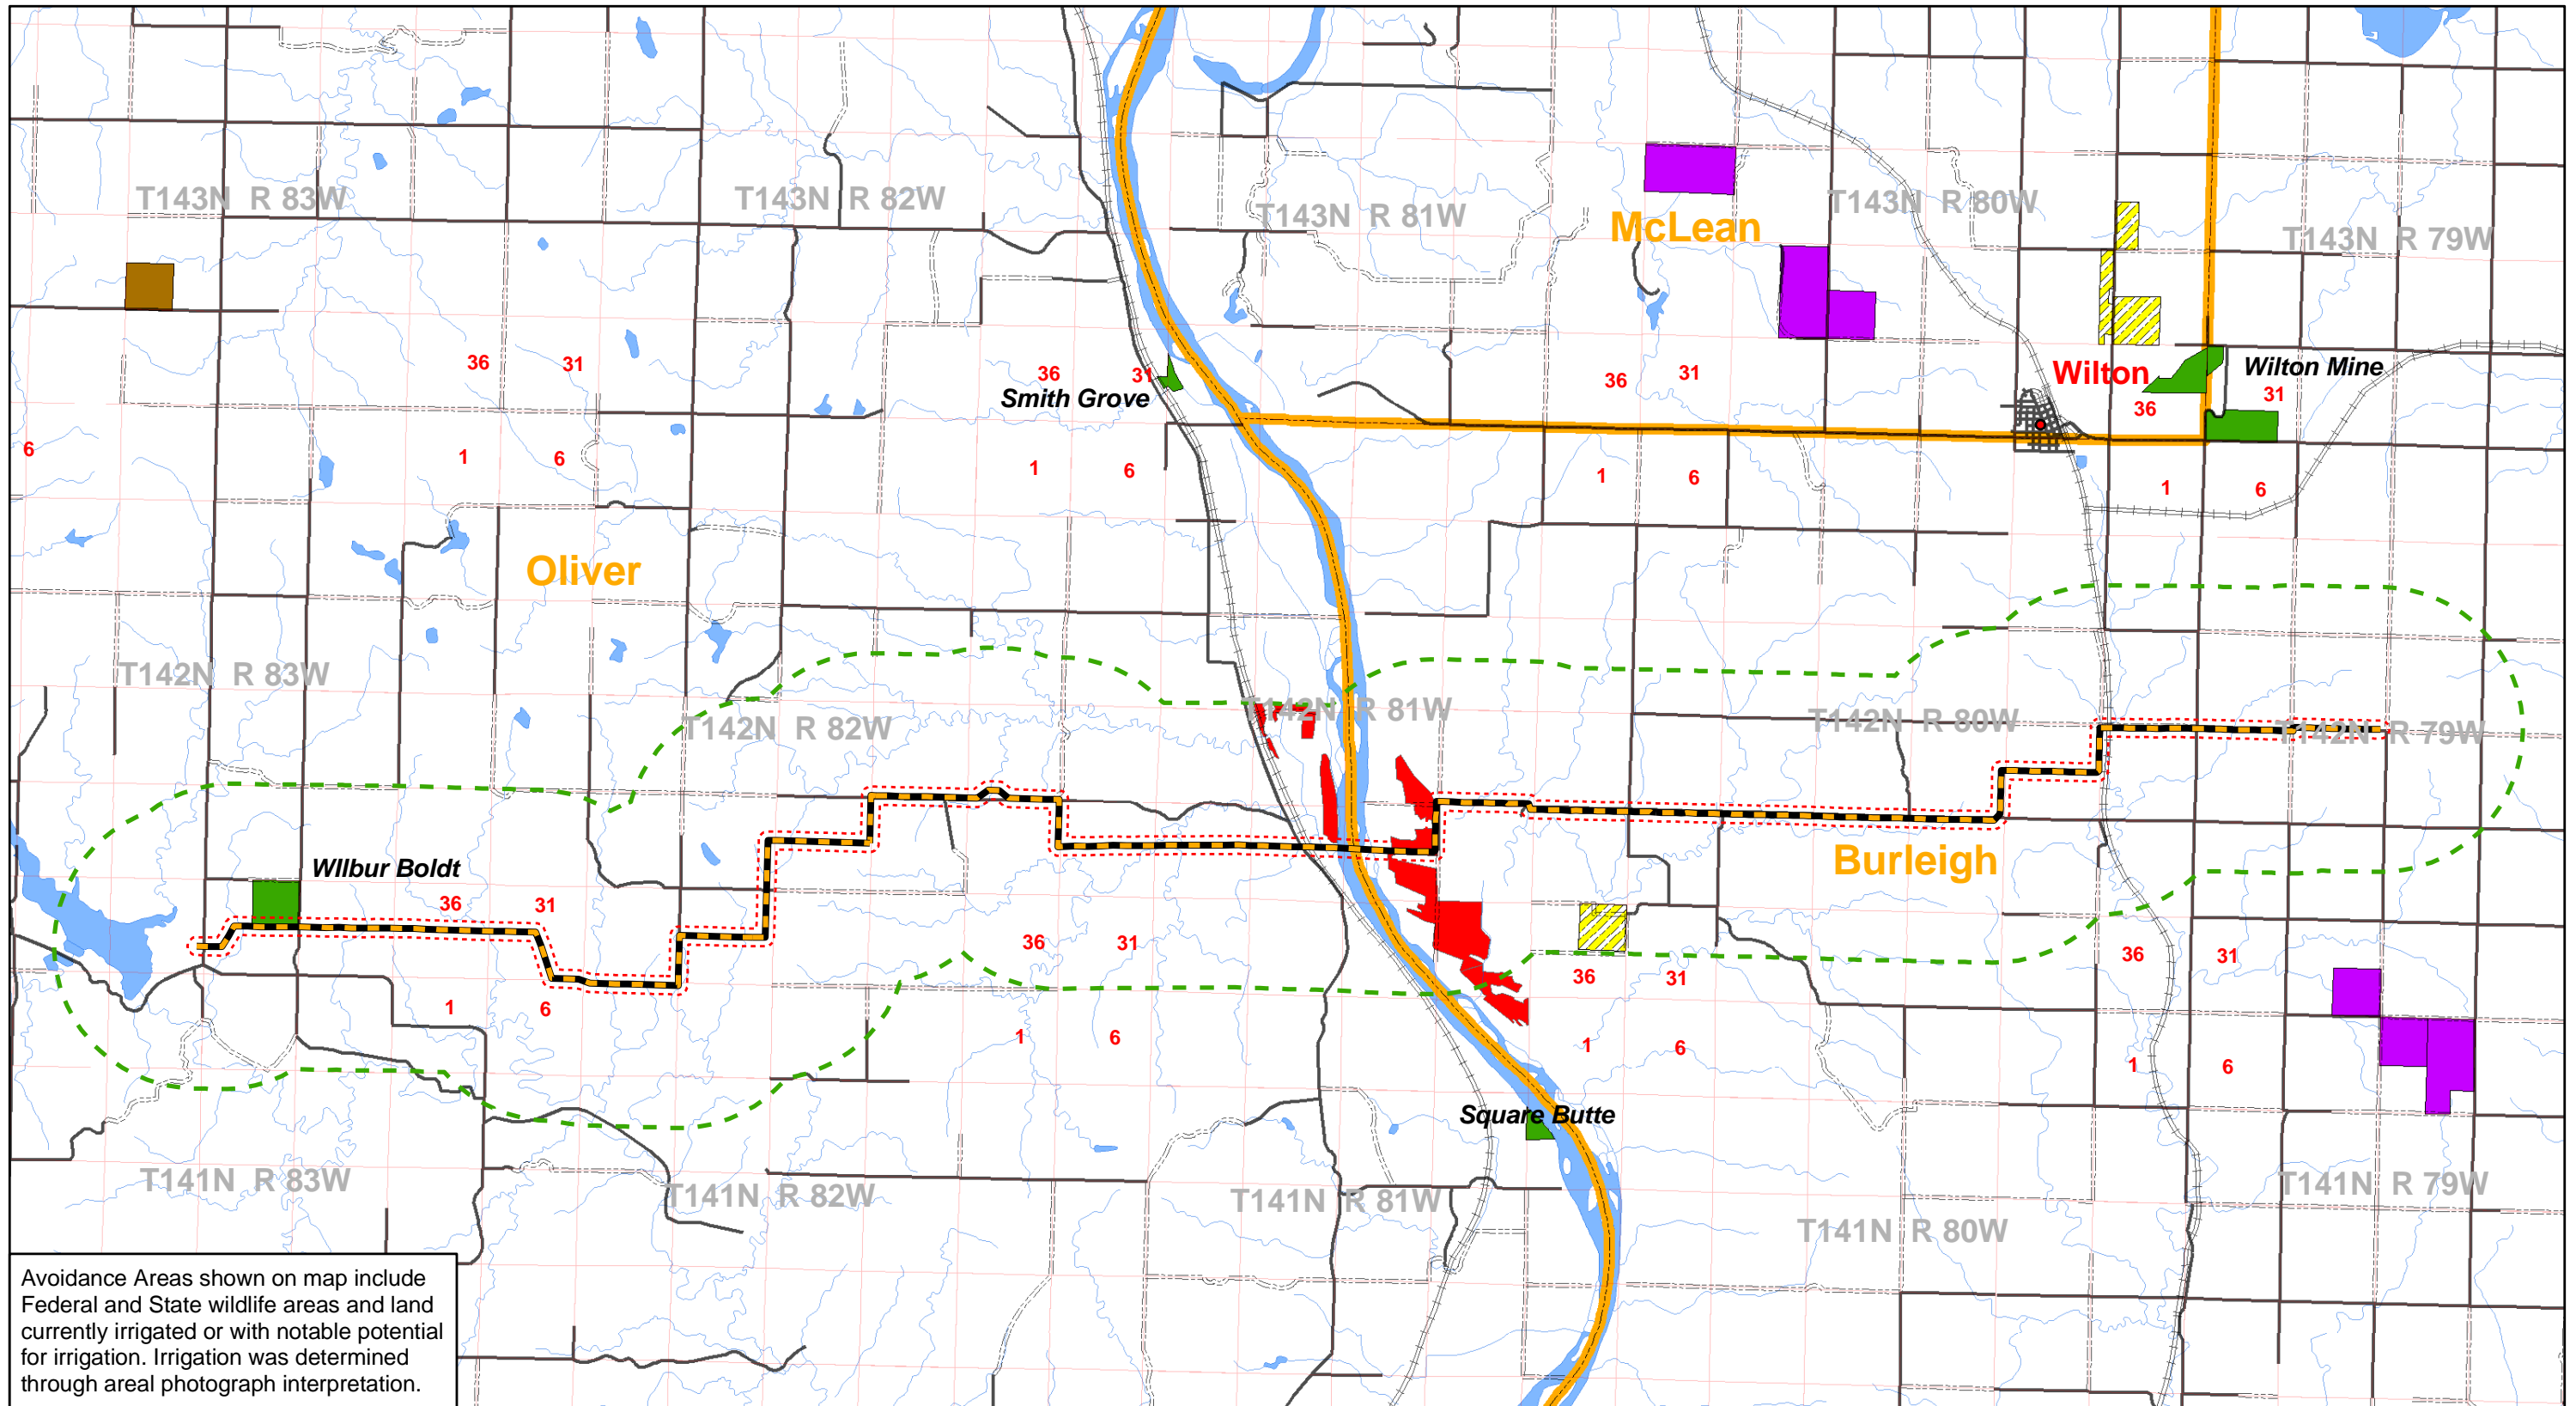 T143N R 83W
T143N R 82W
T143N R 81W
McLean
T143N R 80W
T143N R 79W
36
31
36
31
Smith Grove
36
31
Wilton
36
Wilton Mine
31
6
1
6
1
6
1
6
1
6
Oliver
T142N R 83W
T142N R 82W
T142N R 81W
T142N R 80W
T142N R 79W
WIlbur Boldt
Burleigh
36
31
36
31
36
31
36
31
1
6
1
6
1
6
1
6
Square Butte
T141N R 83W
T141N R 82W
T141N R 81W
T141N R 80W
T141N R 79W
Avoidance Areas shown on map include
Federal and State wildlife areas and land
currently irrigated or with notable potential
for irrigation. Irrigation was determined
through areal photograph interpretation.